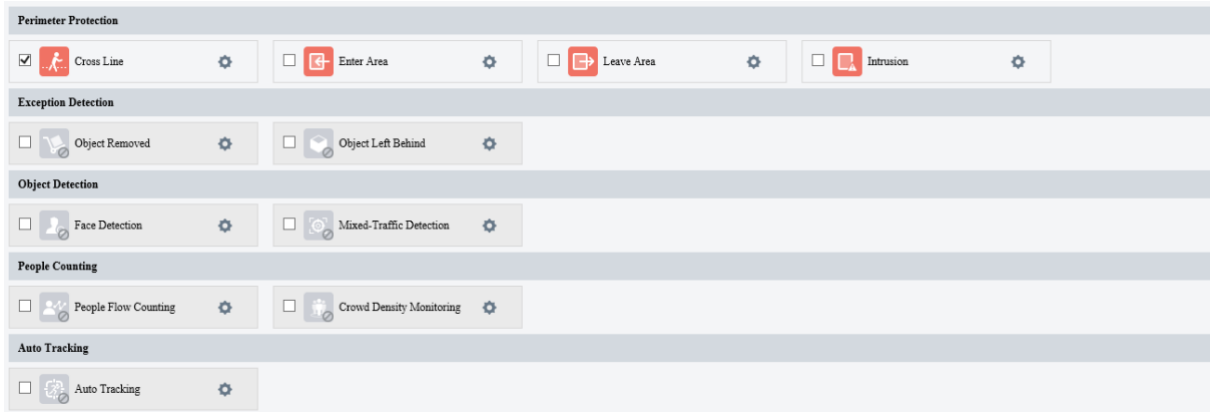 Perimeter Protection
Cross Line Enter Area Leave Area Intrusion
Exception Detection
Object Removed Object Left Behind
Object Detection
Face Detection Mixed-Traffic Detection
People Counting
People Flow Counting Crowd Density Monitoring
Auto Tracking
Auto Tracking